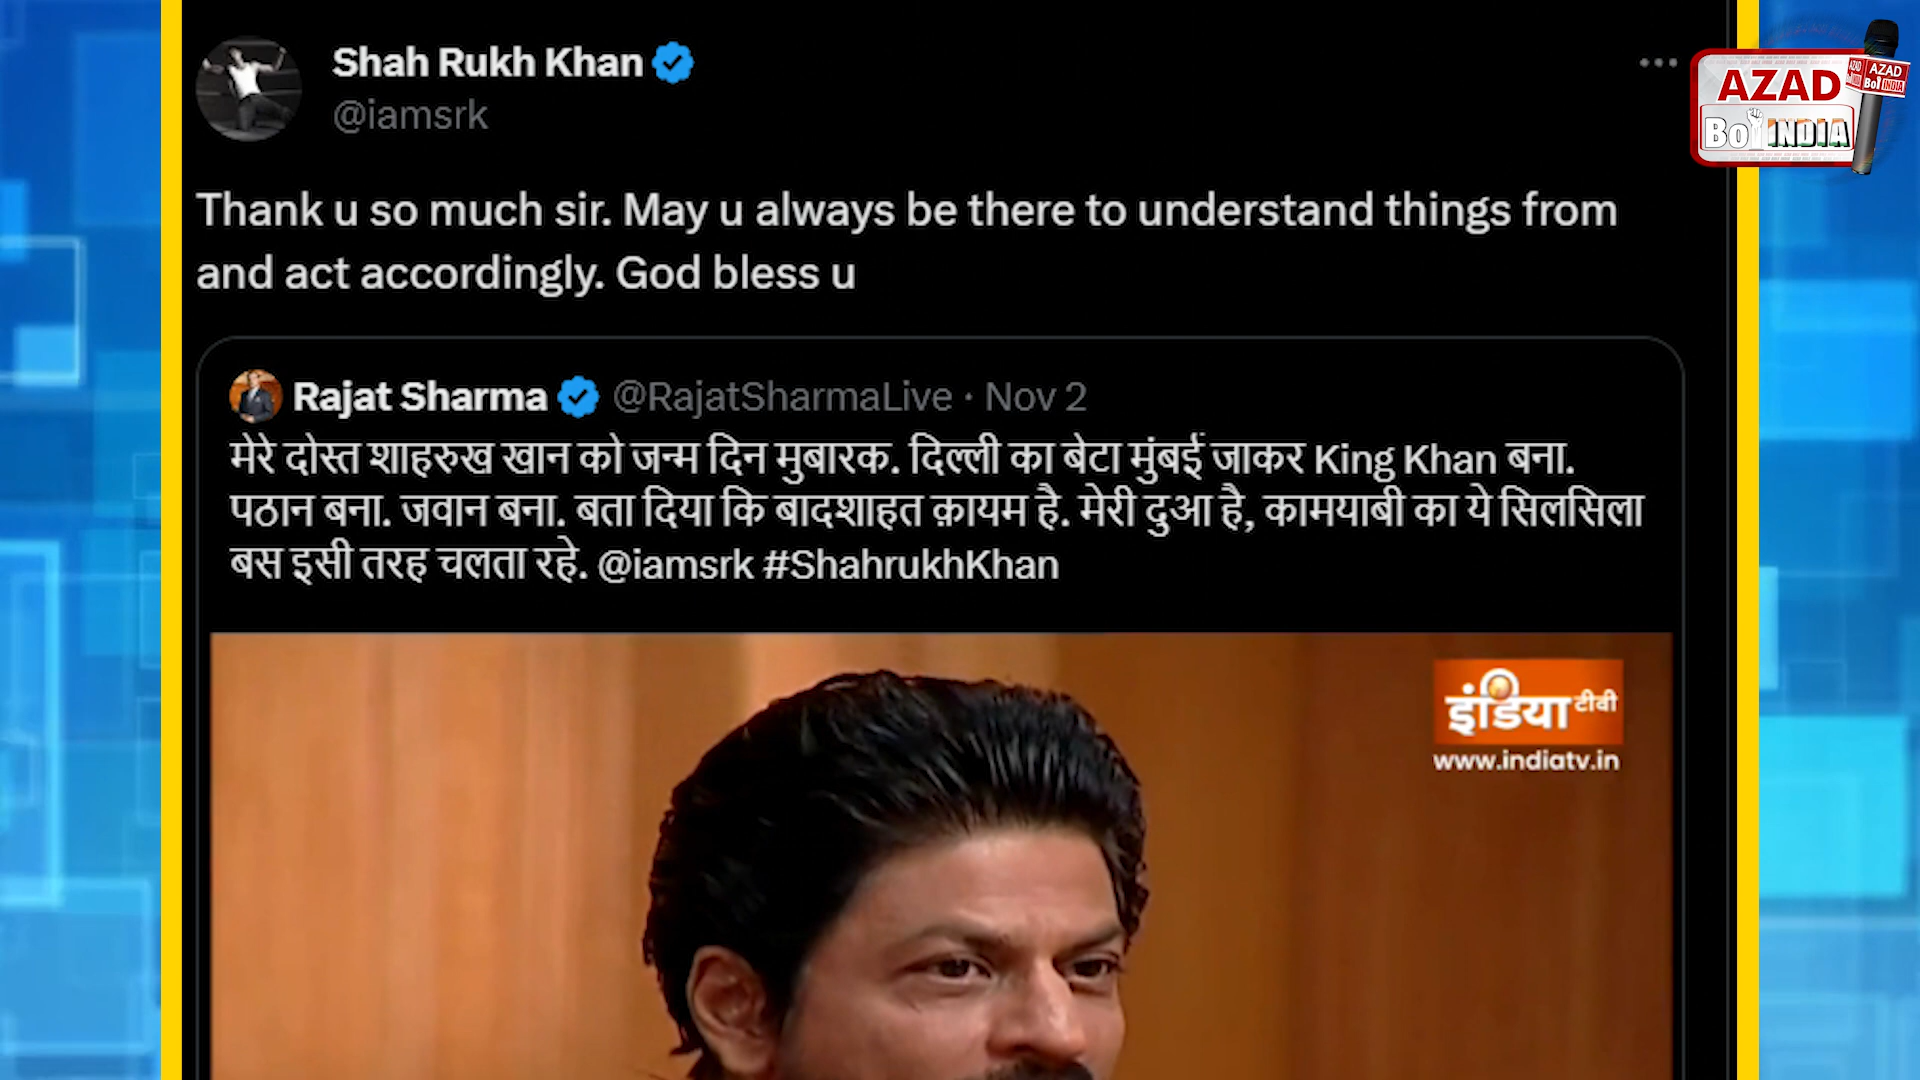 Shah Rukh Khan
@iamsrk
AZAD
Bol INDIA
AZAD
Bol INDIA
Thank u so much sir. May u always be there to understand things from
and act accordingly. God bless u
Rajat Sharma @RajatSharmaLive · Nov 2
मेरे दोस्त शाहरुख खान को जन्म दिन मुबारक. दिल्ली का बेटा मुंबई जाकर King Khan बना.
पठान बना. जवान बना. बता दिया कि बादशाहत क़ायम है. मेरी दुआ है, कामयाबी का ये सिलसिला
बस इसी तरह चलता रहे. @iamsrk #ShahrukhKhan
इंडिया टीवी
www.indiatv.in